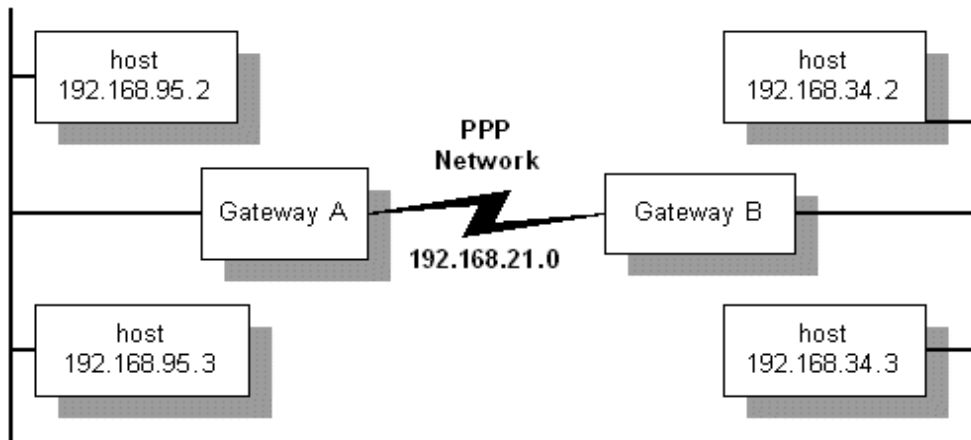 host
192.168.95.2
host
192.168.34.2
PPP
Network
Gateway A
Gateway B
192.168.21.0
host
192.168.95.3
host
192.168.34.3